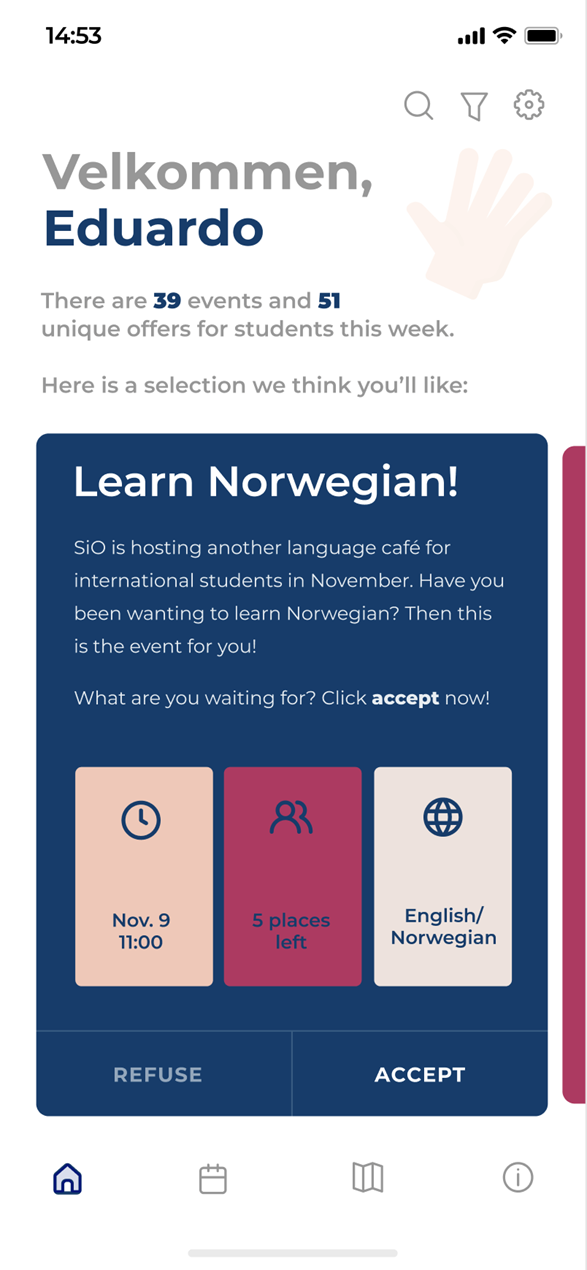 14:53
Velkommen,
Eduardo
There are 39 events and 51
unique offers for students this week.
Here is a selection we think you’ll like:
Learn Norwegian!
SiO is hosting another language café for
international students in November. Have you
been wanting to learn Norwegian? Then this
is the event for you!
What are you waiting for? Click accept now!
Nov. 9
11:00
5 places
left
English/
Norwegian
REFUSE
ACCEPT